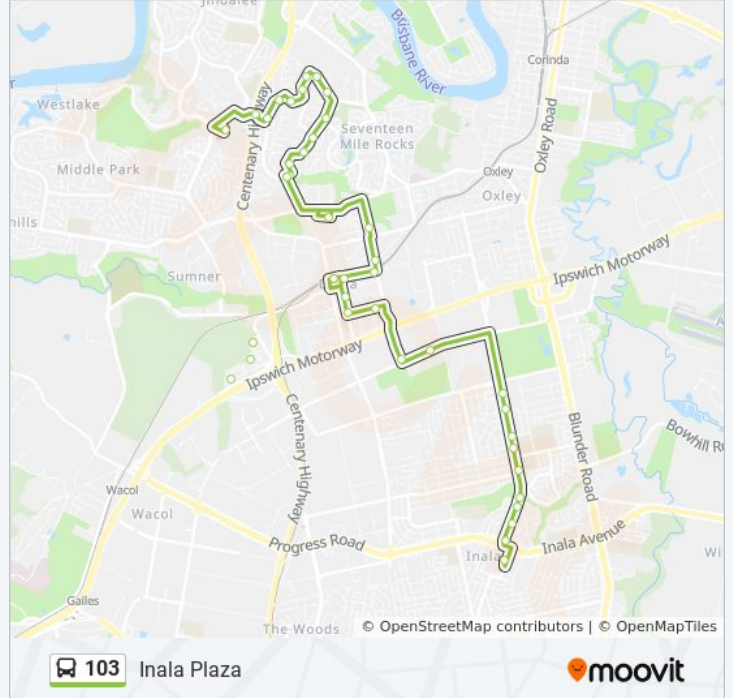 Jindalee
Brisbane
River
Corinda
Westlake
Centenary Highway
Seventeen
Mile Rocks
Oxley Road
Middle Park
Oxley
Oxley
hills
Sumner
Ipswich Motorway
Ipswich Motorway
Centenary Highway
Blunder Road
Bowhill R
Wacol
Wacol
Progress Road
Inala
Inala Avenue
Wi
Gailes
The Woods
© OpenStreetMap contributors | © OpenMapTiles
103 Inala Plaza
moovit